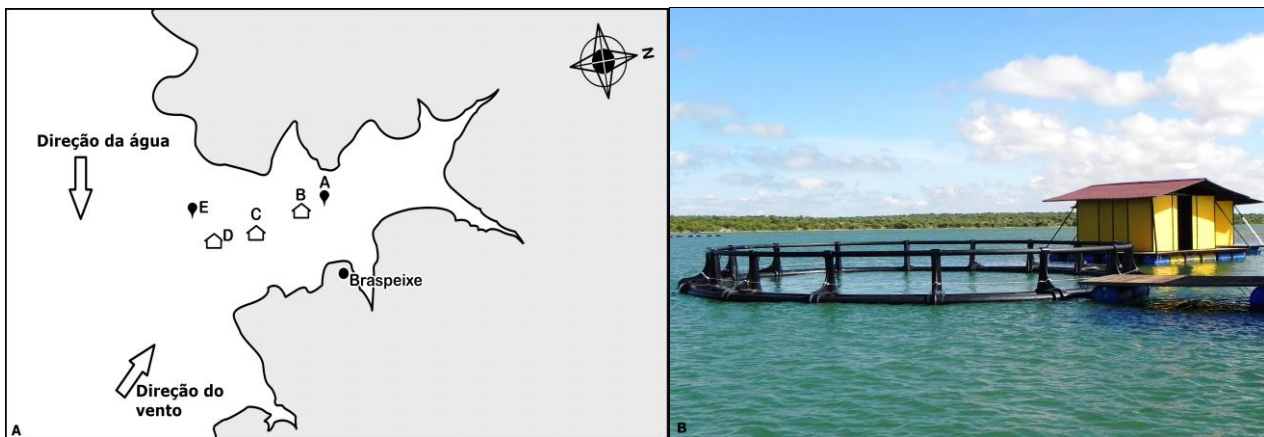 N
Direção da água
A
B
E
C
D
Braspeixe
Direção do
vento
A
B